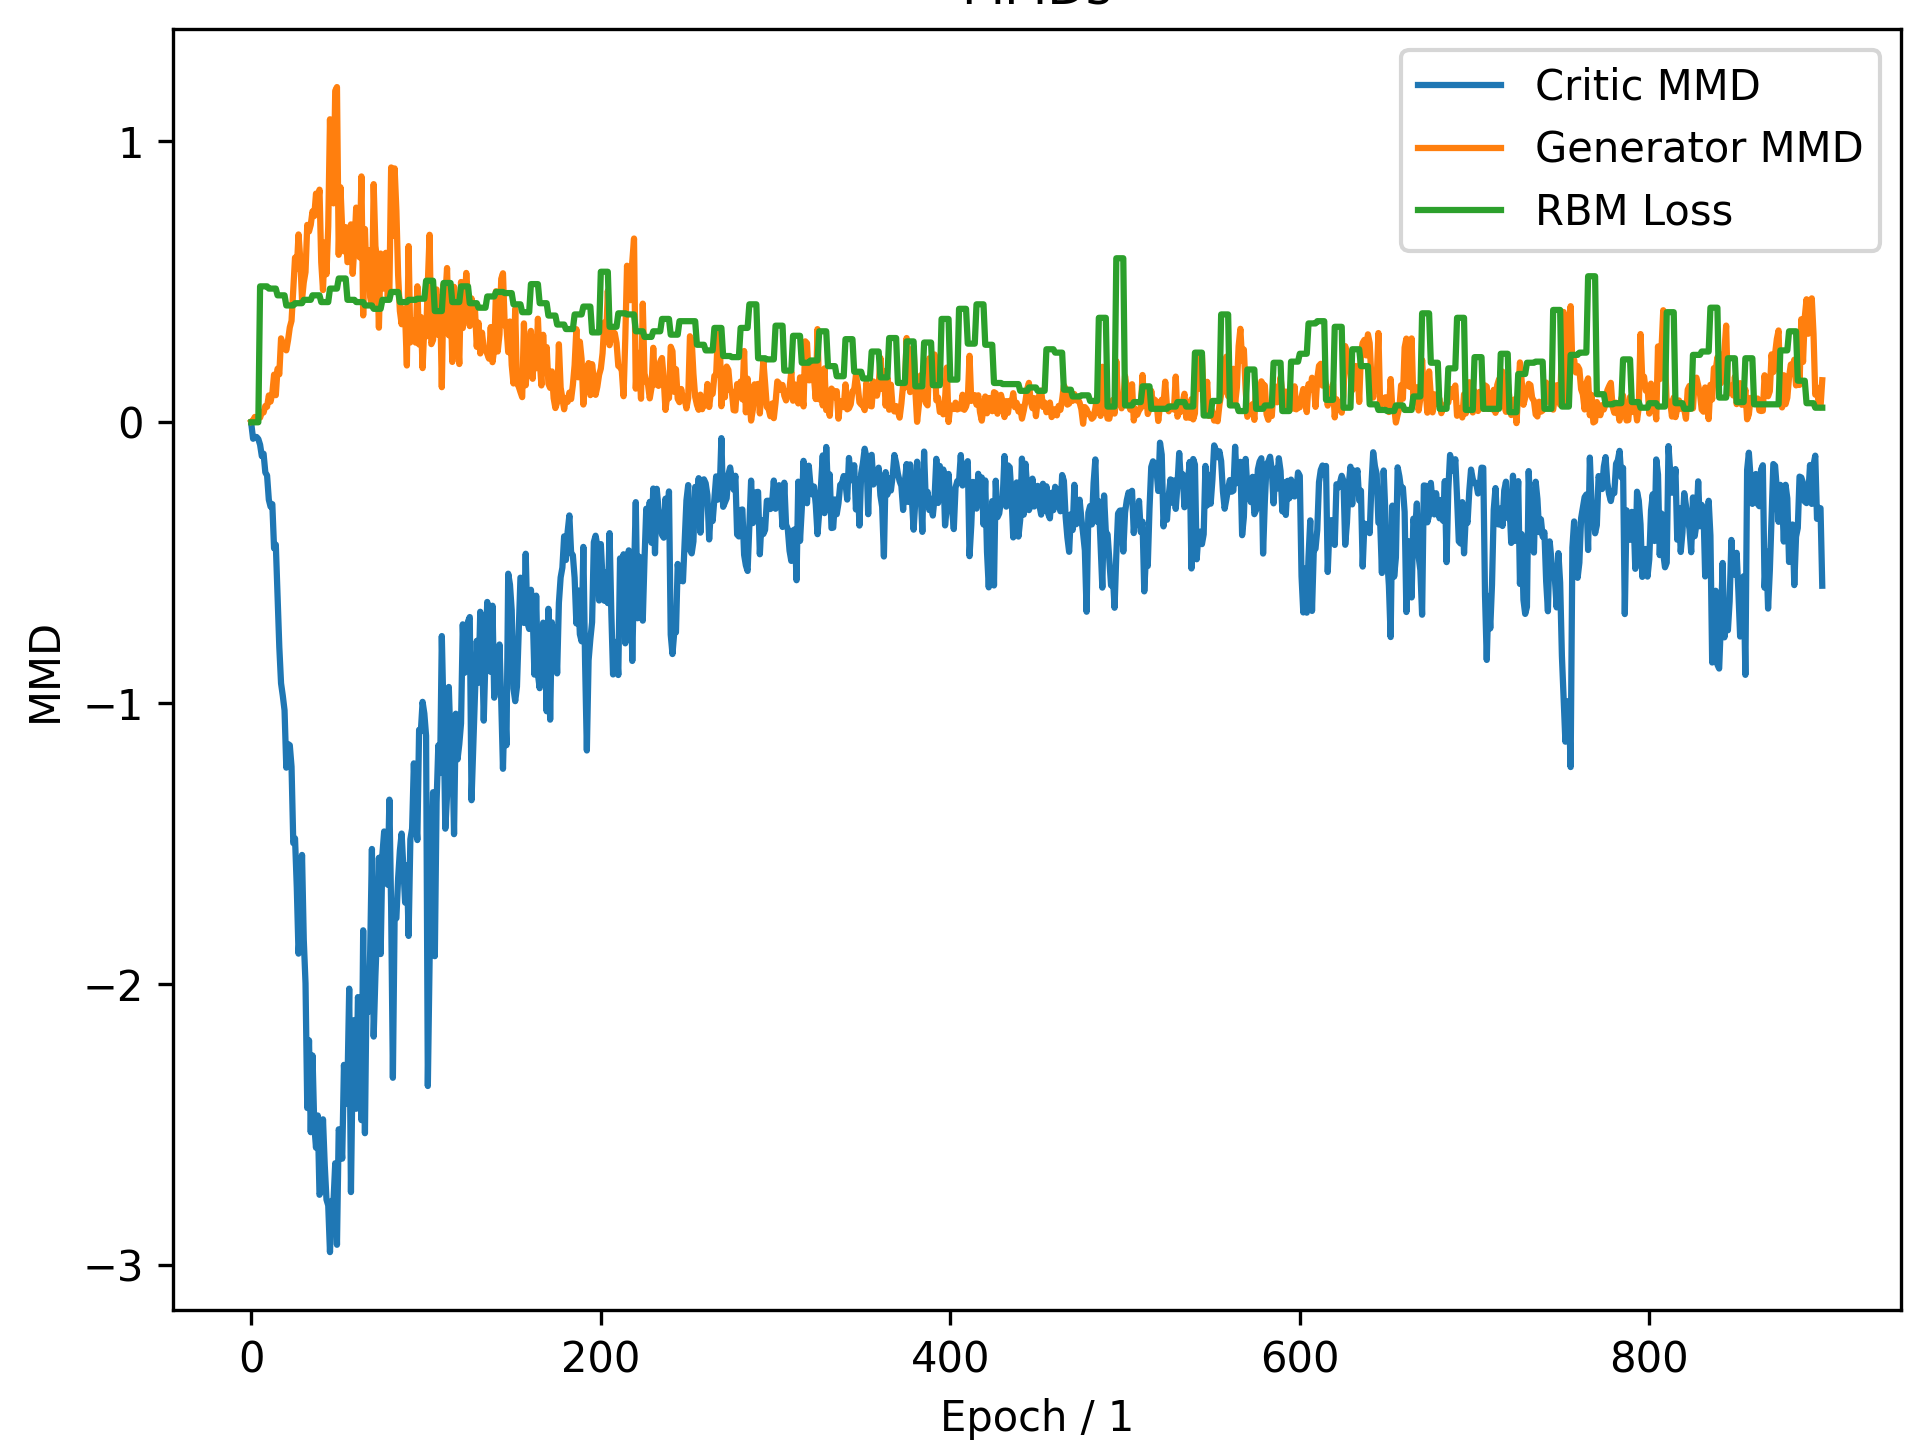 MMDs
Critic MMD
Generator MMD
RBM Loss
1
0
−1
−2
−3
MMD
0 200 400 600 800
Epoch / 1